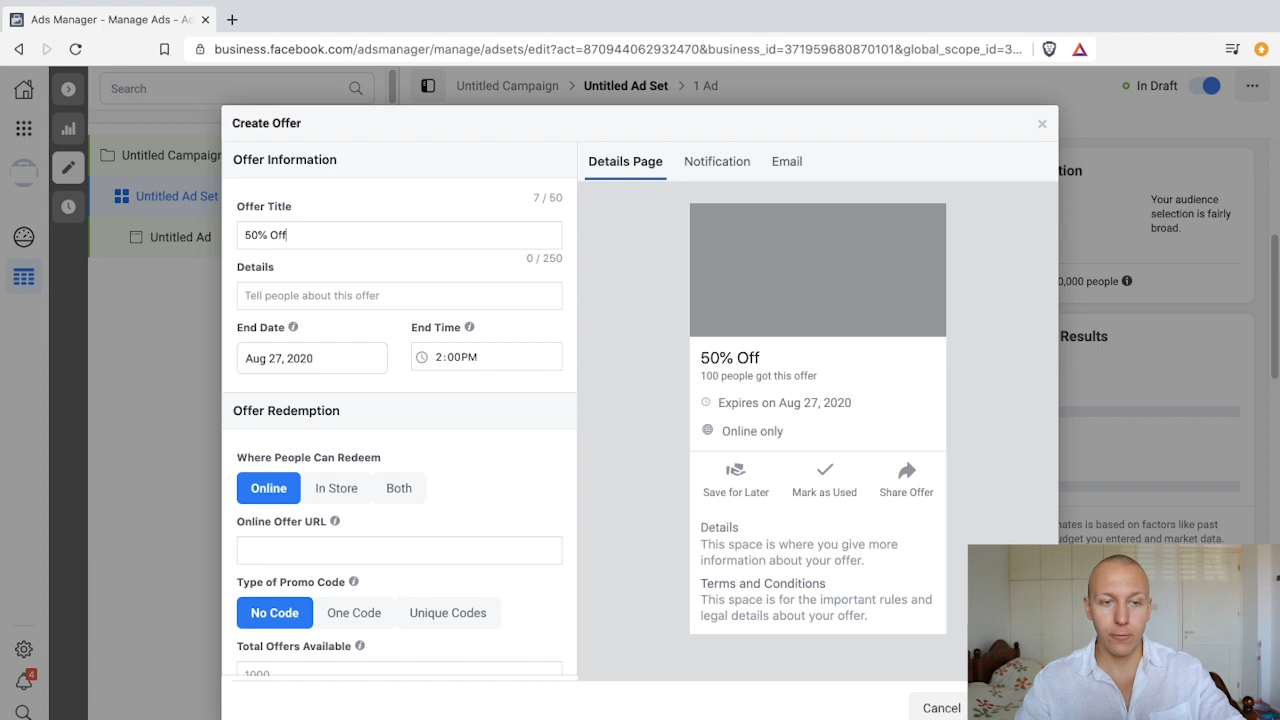 Ads Manager - Manage Ads - Ad
business.facebook.com/adsmanager/manage/adsets/edit?act=870944062932470&business_id=371959680870101&global_scope_id=3...
Search
Untitled Campaign > Untitled Ad Set > 1 Ad
In Draft
Create Offer
Untitled Campaign
Untitled Ad Set
Untitled Ad
Offer Information
7 / 50
Offer Title
50% Off
0 / 250
Details
Tell people about this offer
End Date
End Time
Aug 27, 2020
2:00PM
Offer Redemption
Where People Can Redeem
Online
In Store
Both
Online Offer URL
Type of Promo Code
No Code
One Code
Unique Codes
Total Offers Available
1000
Details Page
Notification
Email
50% Off
100 people got this offer
Expires on Aug 27, 2020
Online only
Save for Later
Mark as Used
Share Offer
Details
This space is where you give more
information about your offer.
Terms and Conditions
This space is for the important rules and
legal details about your offer.
Cancel
tion
Your audience
selection is fairly
broad.
0,000 people
Results
nates is based on factors like past
udget you entered and market data.
4